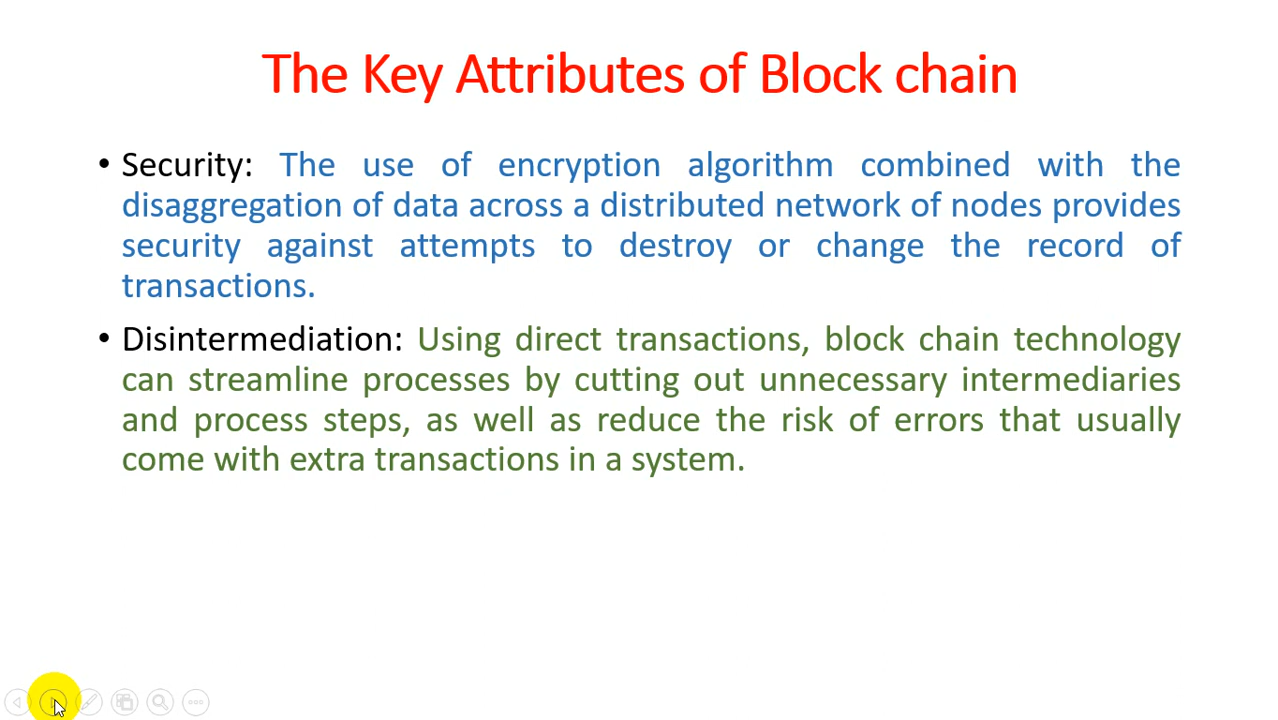 The Key Attributes of Block chain
• Security: The use of encryption algorithm combined with the
disaggregation of data across a distributed network of nodes provides
security against attempts to destroy or change the record of
transactions.
• Disintermediation: Using direct transactions, block chain technology
can streamline processes by cutting out unnecessary intermediaries
and process steps, as well as reduce the risk of errors that usually
come with extra transactions in a system.